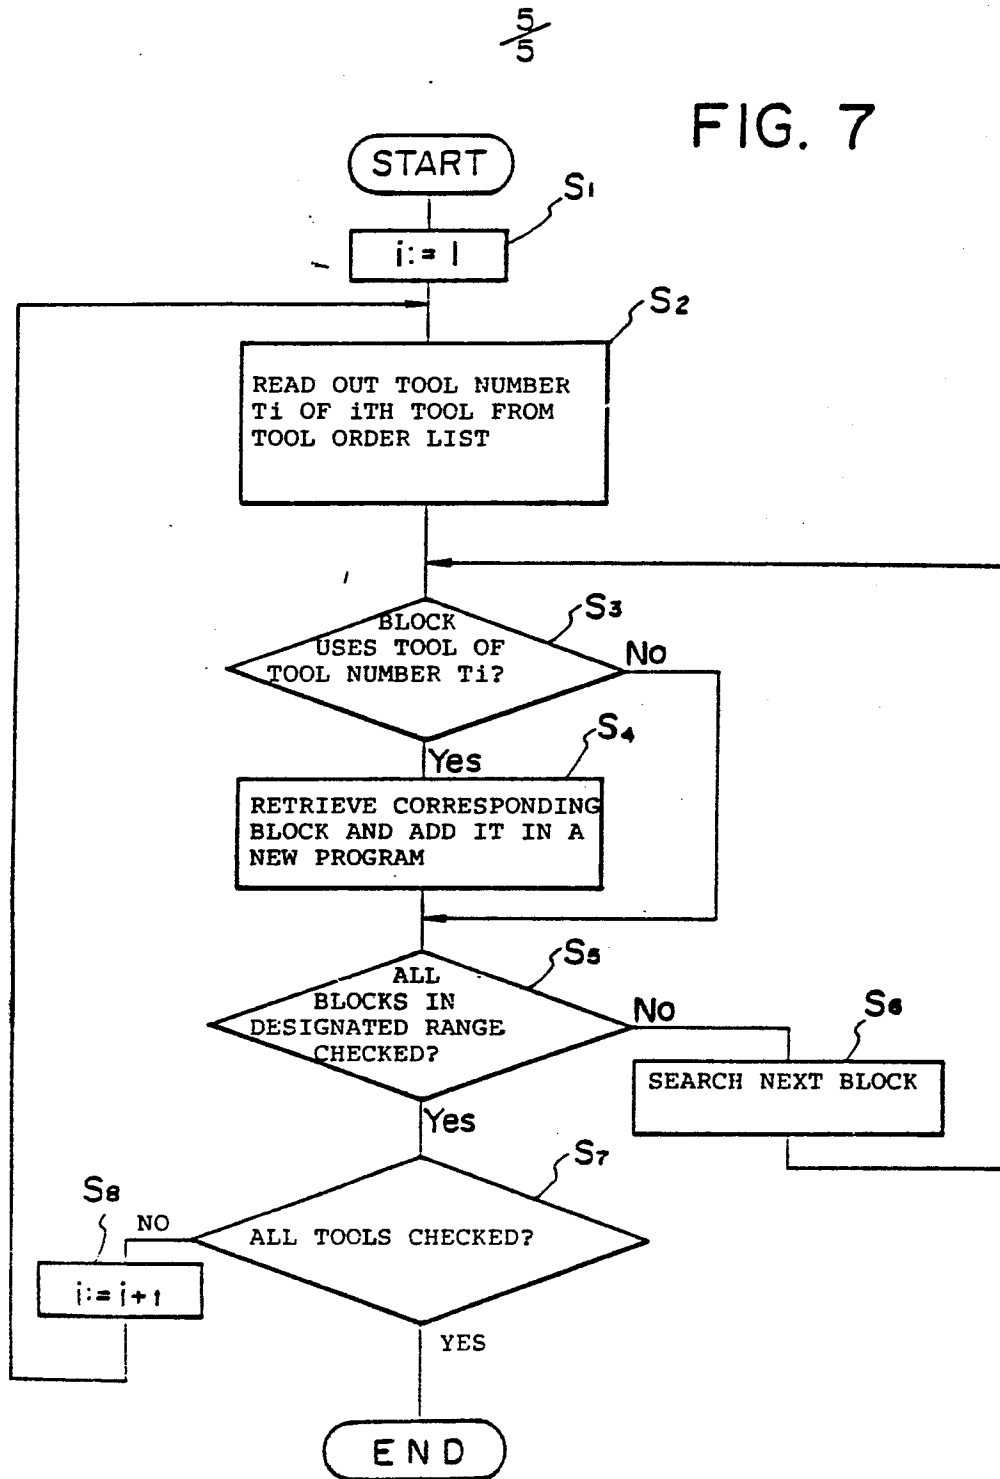 5
5
FIG. 7
START
S1
i:= 1
S2
READ OUT TOOL NUMBER
Ti OF iTH TOOL FROM
TOOL ORDER LIST
S3
BLOCK
USES TOOL OF
TOOL NUMBER Ti?
No
S4
Yes
RETRIEVE CORRESPONDING
BLOCK AND ADD IT IN A
NEW PROGRAM
S5
ALL
BLOCKS IN
DESIGNATED RANGE
CHECKED?
No
S6
SEARCH NEXT BLOCK
Yes
S7
S8
NO
ALL TOOLS CHECKED?
i:= i+1
YES
END